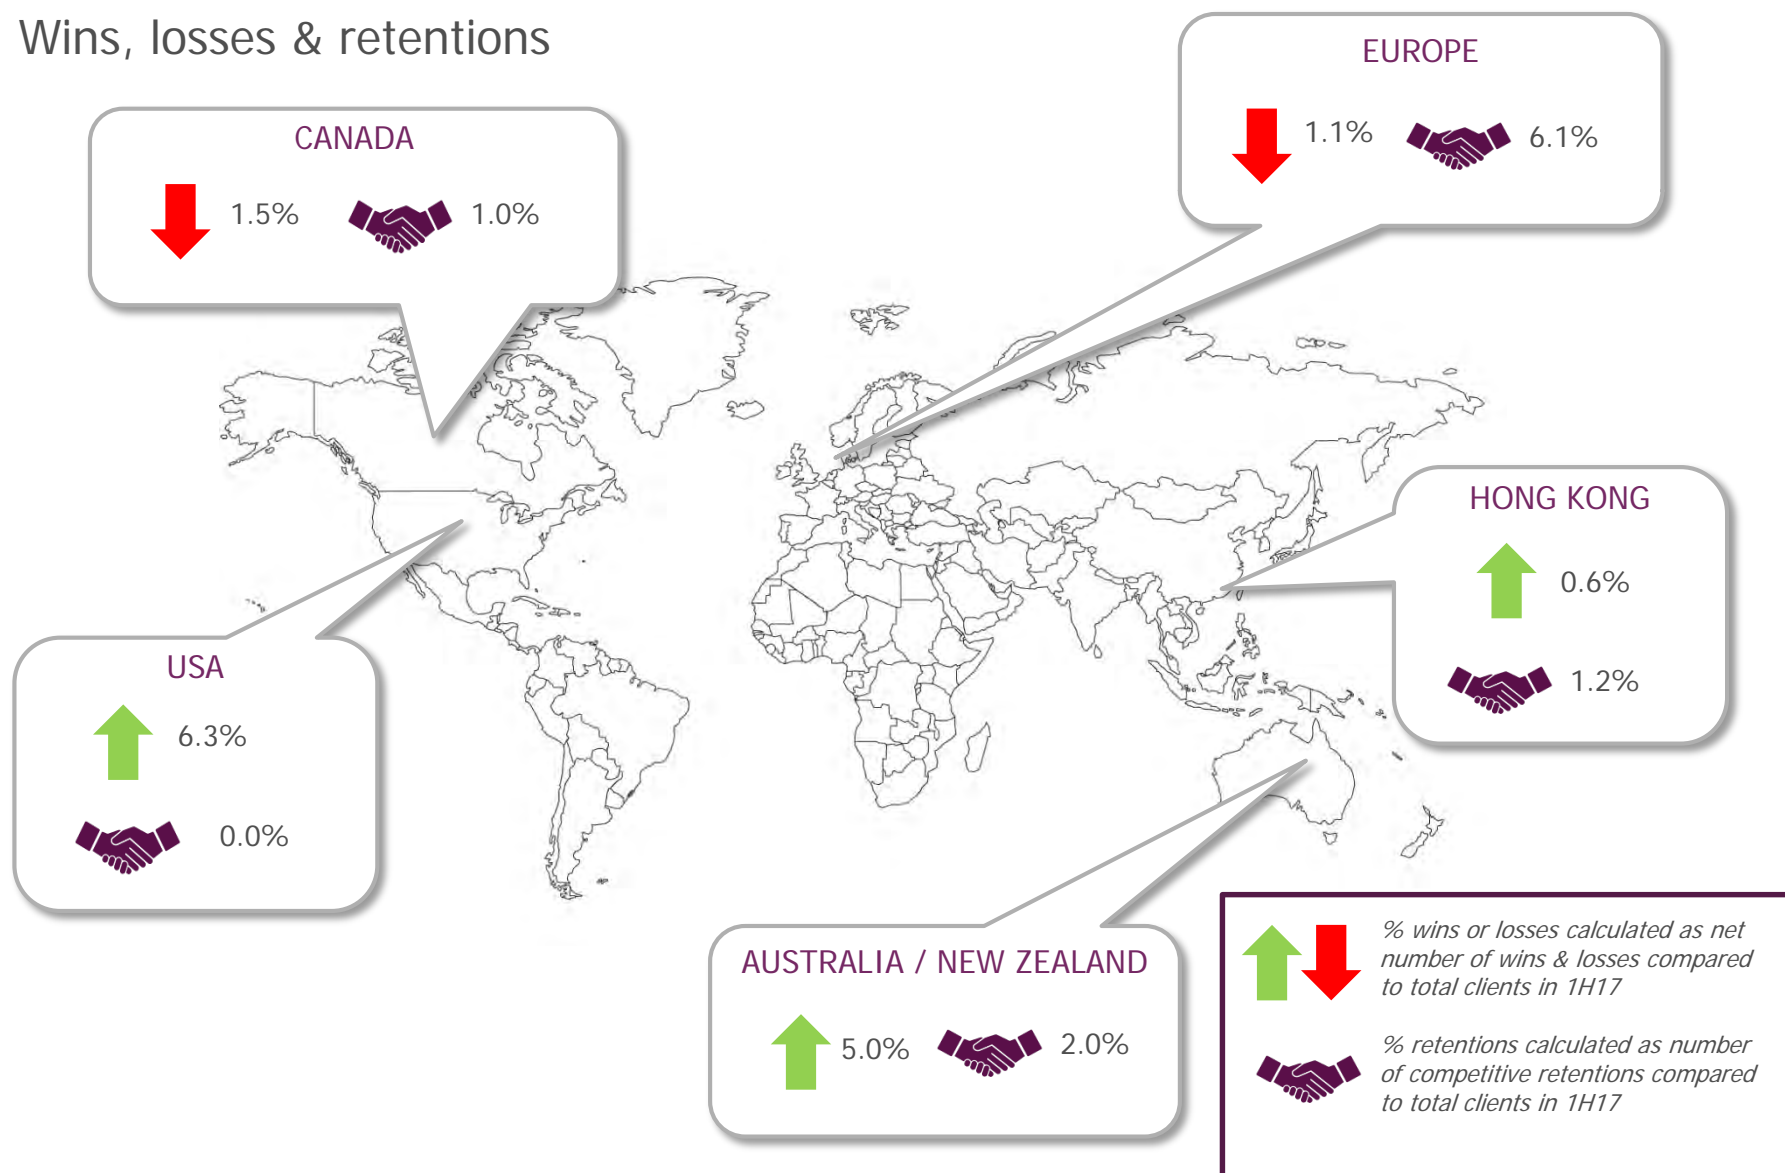 Wins, losses & retentions
CANADA
1.5%
1.0%
EUROPE
1.1%
6.1%
USA
6.3%
0.0%
HONG KONG
0.6%
1.2%
AUSTRALIA / NEW ZEALAND
5.0%
2.0%
% wins or losses calculated as net
number of wins & losses compared
to total clients in 1H17
% retentions calculated as number
of competitive retentions compared
to total clients in 1H17